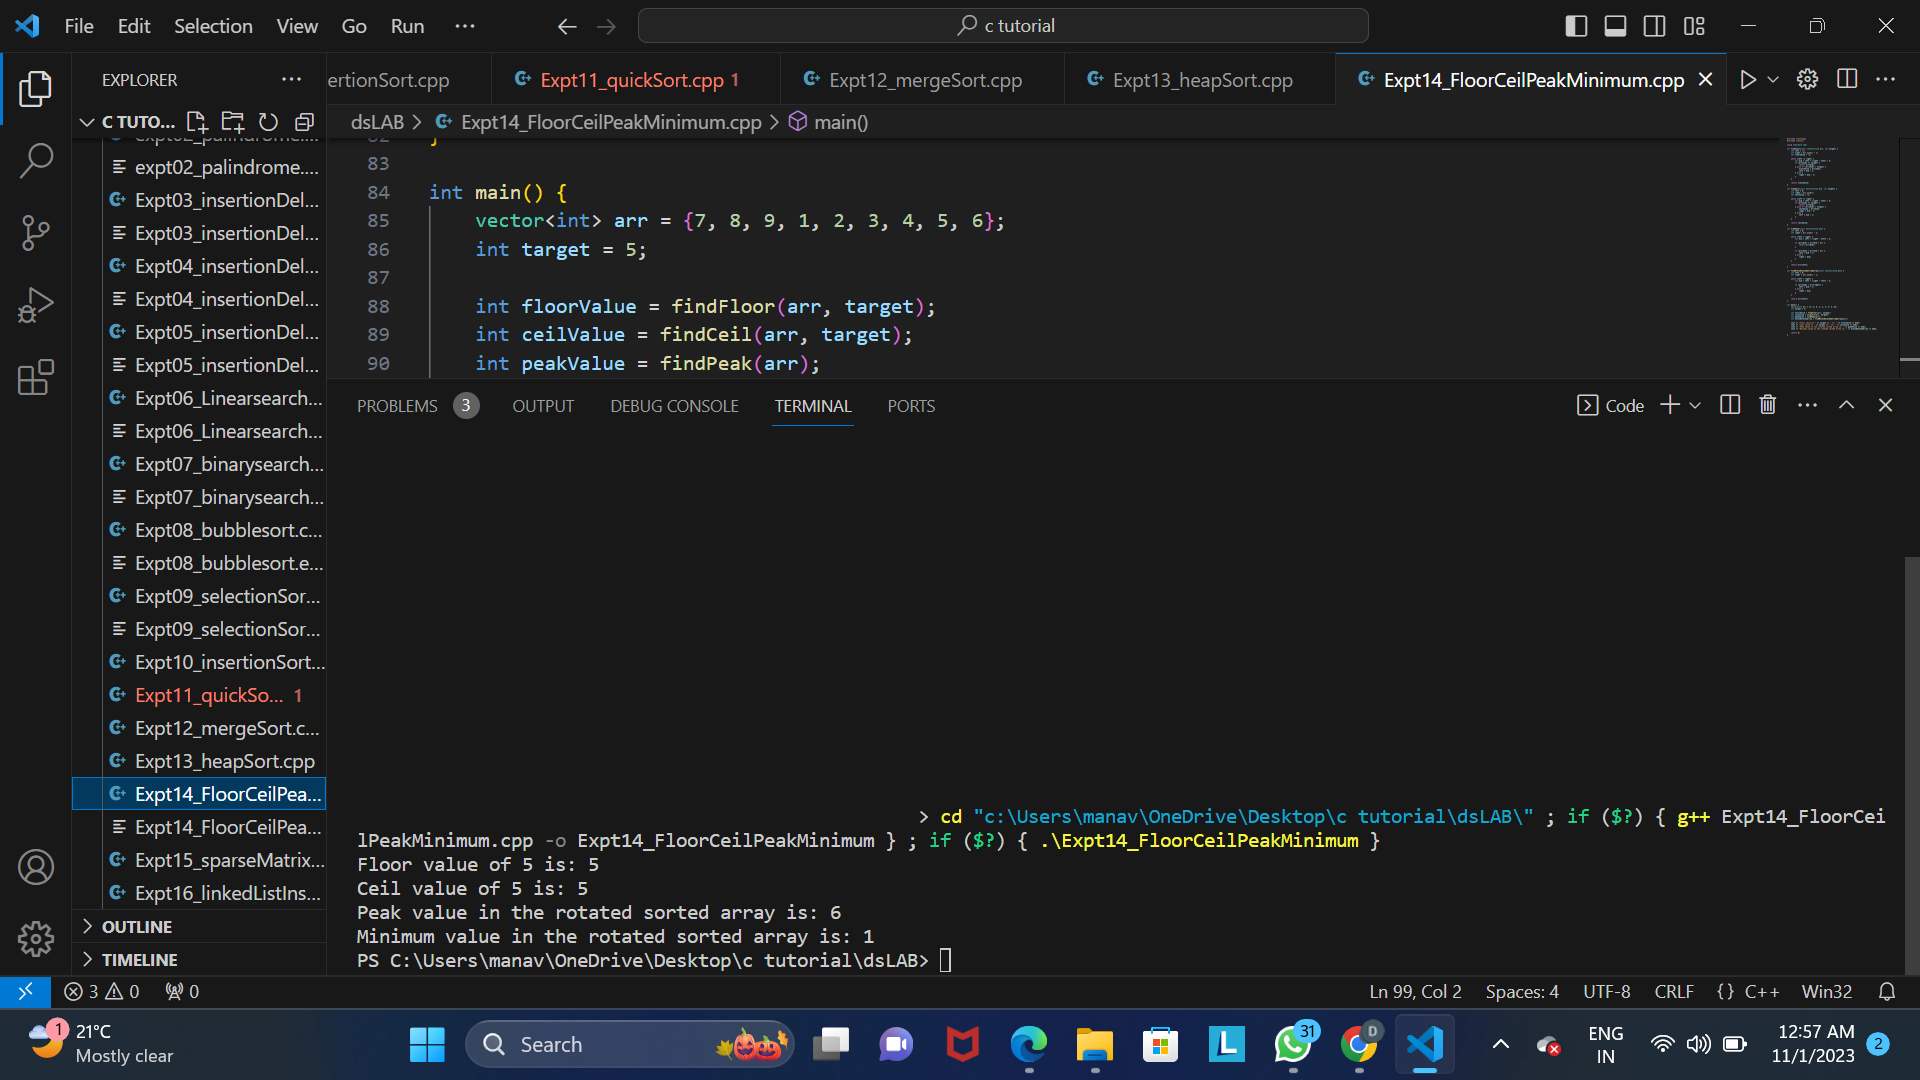 File Edit Selection View Go Run ··· c tutorial
EXPLORER ··· ertionSort.cpp Expt11_quickSort.cpp 1 Expt12_mergeSort.cpp Expt13_heapSort.cpp Expt14_FloorCeilPeakMinimum.cpp
C TUTO...
dsLAB > Expt14_FloorCeilPeakMinimum.cpp > main()
expt02_palindrome....
Expt03_insertionDel...
Expt03_insertionDel...
Expt04_insertionDel...
Expt04_insertionDel...
Expt05_insertionDel...
Expt05_insertionDel...
Expt06_Linearsearch...
Expt06_Linearsearch...
Expt07_binarysearch...
Expt07_binarysearch...
Expt08_bubblesort.c...
Expt08_bubblesort.e...
Expt09_selectionSor...
Expt09_selectionSor...
Expt10_insertionSort...
Expt11_quickSo... 1
Expt12_mergeSort.c...
Expt13_heapSort.cpp
Expt14_FloorCeilPea...
Expt14_FloorCeilPea...
Expt15_sparseMatrix...
Expt16_linkedListIns...
OUTLINE
TIMELINE
82 }
83
84 int main() {
85 vector<int> arr = {7, 8, 9, 1, 2, 3, 4, 5, 6};
86 int target = 5;
87
88 int floorValue = findFloor(arr, target);
89 int ceilValue = findCeil(arr, target);
90 int peakValue = findPeak(arr);
PROBLEMS 3 OUTPUT DEBUG CONSOLE TERMINAL PORTS Code
> cd "c:\Users\manav\OneDrive\Desktop\c tutorial\dsLAB\" ; if ($?) { g++ Expt14_FloorCei
lPeakMinimum.cpp -o Expt14_FloorCeilPeakMinimum } ; if ($?) { .\Expt14_FloorCeilPeakMinimum }
Floor value of 5 is: 5
Ceil value of 5 is: 5
Peak value in the rotated sorted array is: 6
Minimum value in the rotated sorted array is: 1
PS C:\Users\manav\OneDrive\Desktop\c tutorial\dsLAB>
3 0 0 Ln 99, Col 2 Spaces: 4 UTF-8 CRLF {} C++ Win32
1 21°C
Mostly clear
Search
31
D
ENG
IN
12:57 AM
11/1/2023
2